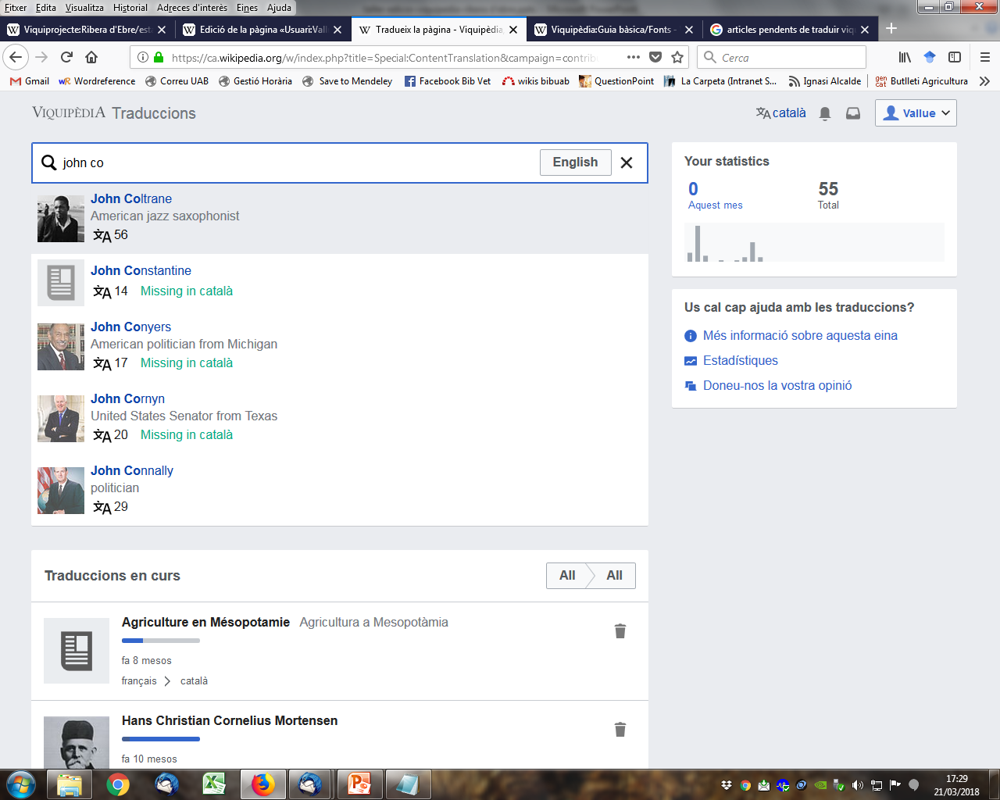 Fitxer Edita Visualitza Historial Adreces d'interès Eines Ajuda
Viquiprojecte:Ribera d'Ebre/est
Edició de la pàgina «Usuari:Vall
Tradueix la pàgina - Viquipèdia
Viquipèdia:Guia bàsica/Fonts -
articles pendents de traduir viq
https://ca.wikipedia.org/w/index.php?title=Special:ContentTranslation&campaign=contrib
Cerca
Gmail Wordreference Correu UAB Gestió Horària Save to Mendeley Facebook Bib Vet wikis bibuab QuestionPoint La Carpeta (Intranet S... Ignasi Alcalde Butlletí Agricultura
VIQUIPÈDIA Traduccions
català
Vallue
john co
English
John Coltrane
American jazz saxophonist
56
John Constantine
14 Missing in català
John Conyers
American politician from Michigan
17 Missing in català
John Cornyn
United States Senator from Texas
20 Missing in català
John Connally
politician
29
Your statistics
0 55
Aquest mes Total
Us cal cap ajuda amb les traduccions?
Més informació sobre aquesta eina
Estadístiques
Doneu-nos la vostra opinió
Traduccions en curs
All All
Agriculture en Mésopotamie Agricultura a Mesopotàmia
fa 8 mesos
français català
Hans Christian Cornelius Mortensen
fa 10 mesos
17:29
21/03/2018